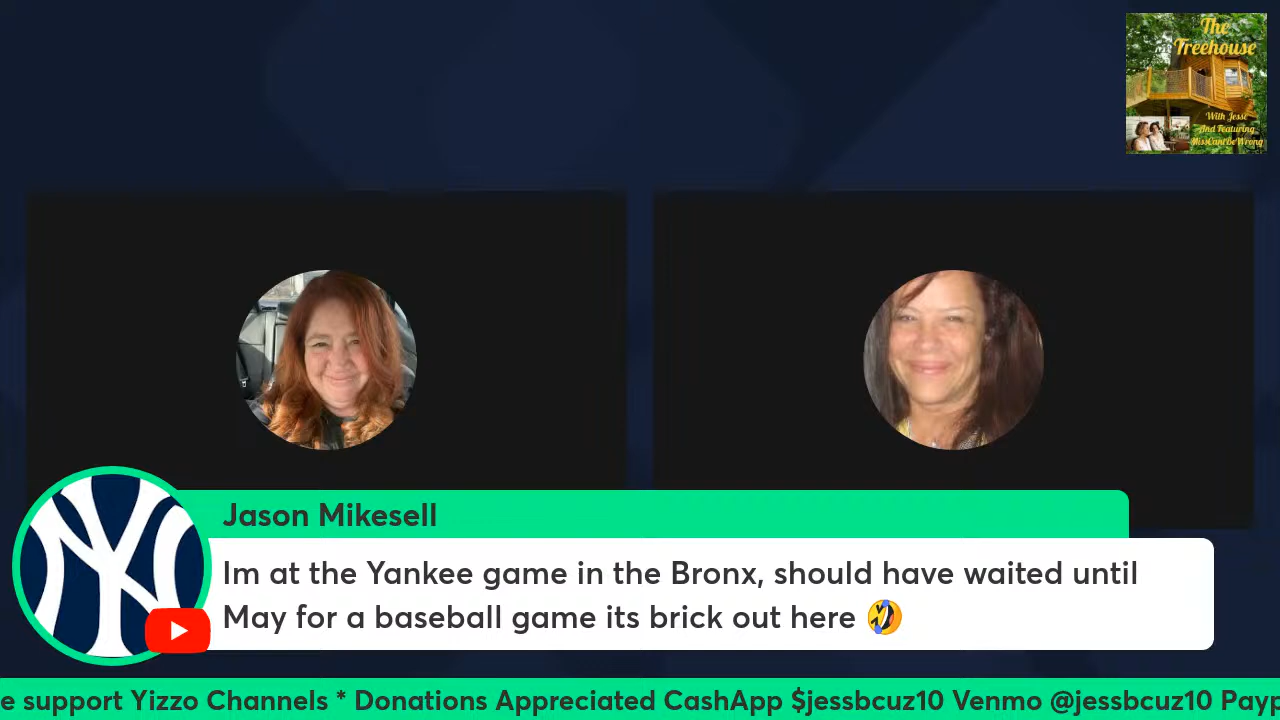 The
Treehouse
With Jesse
And Featuring
MissCantBeWrong
NY
Jason Mikesell
Im at the Yankee game in the Bronx, should have waited until
May for a baseball game its brick out here 🤣
e support Yizzo Channels * Donations Appreciated CashApp $jessbcuz10 Venmo @jessbcuz10 Payp